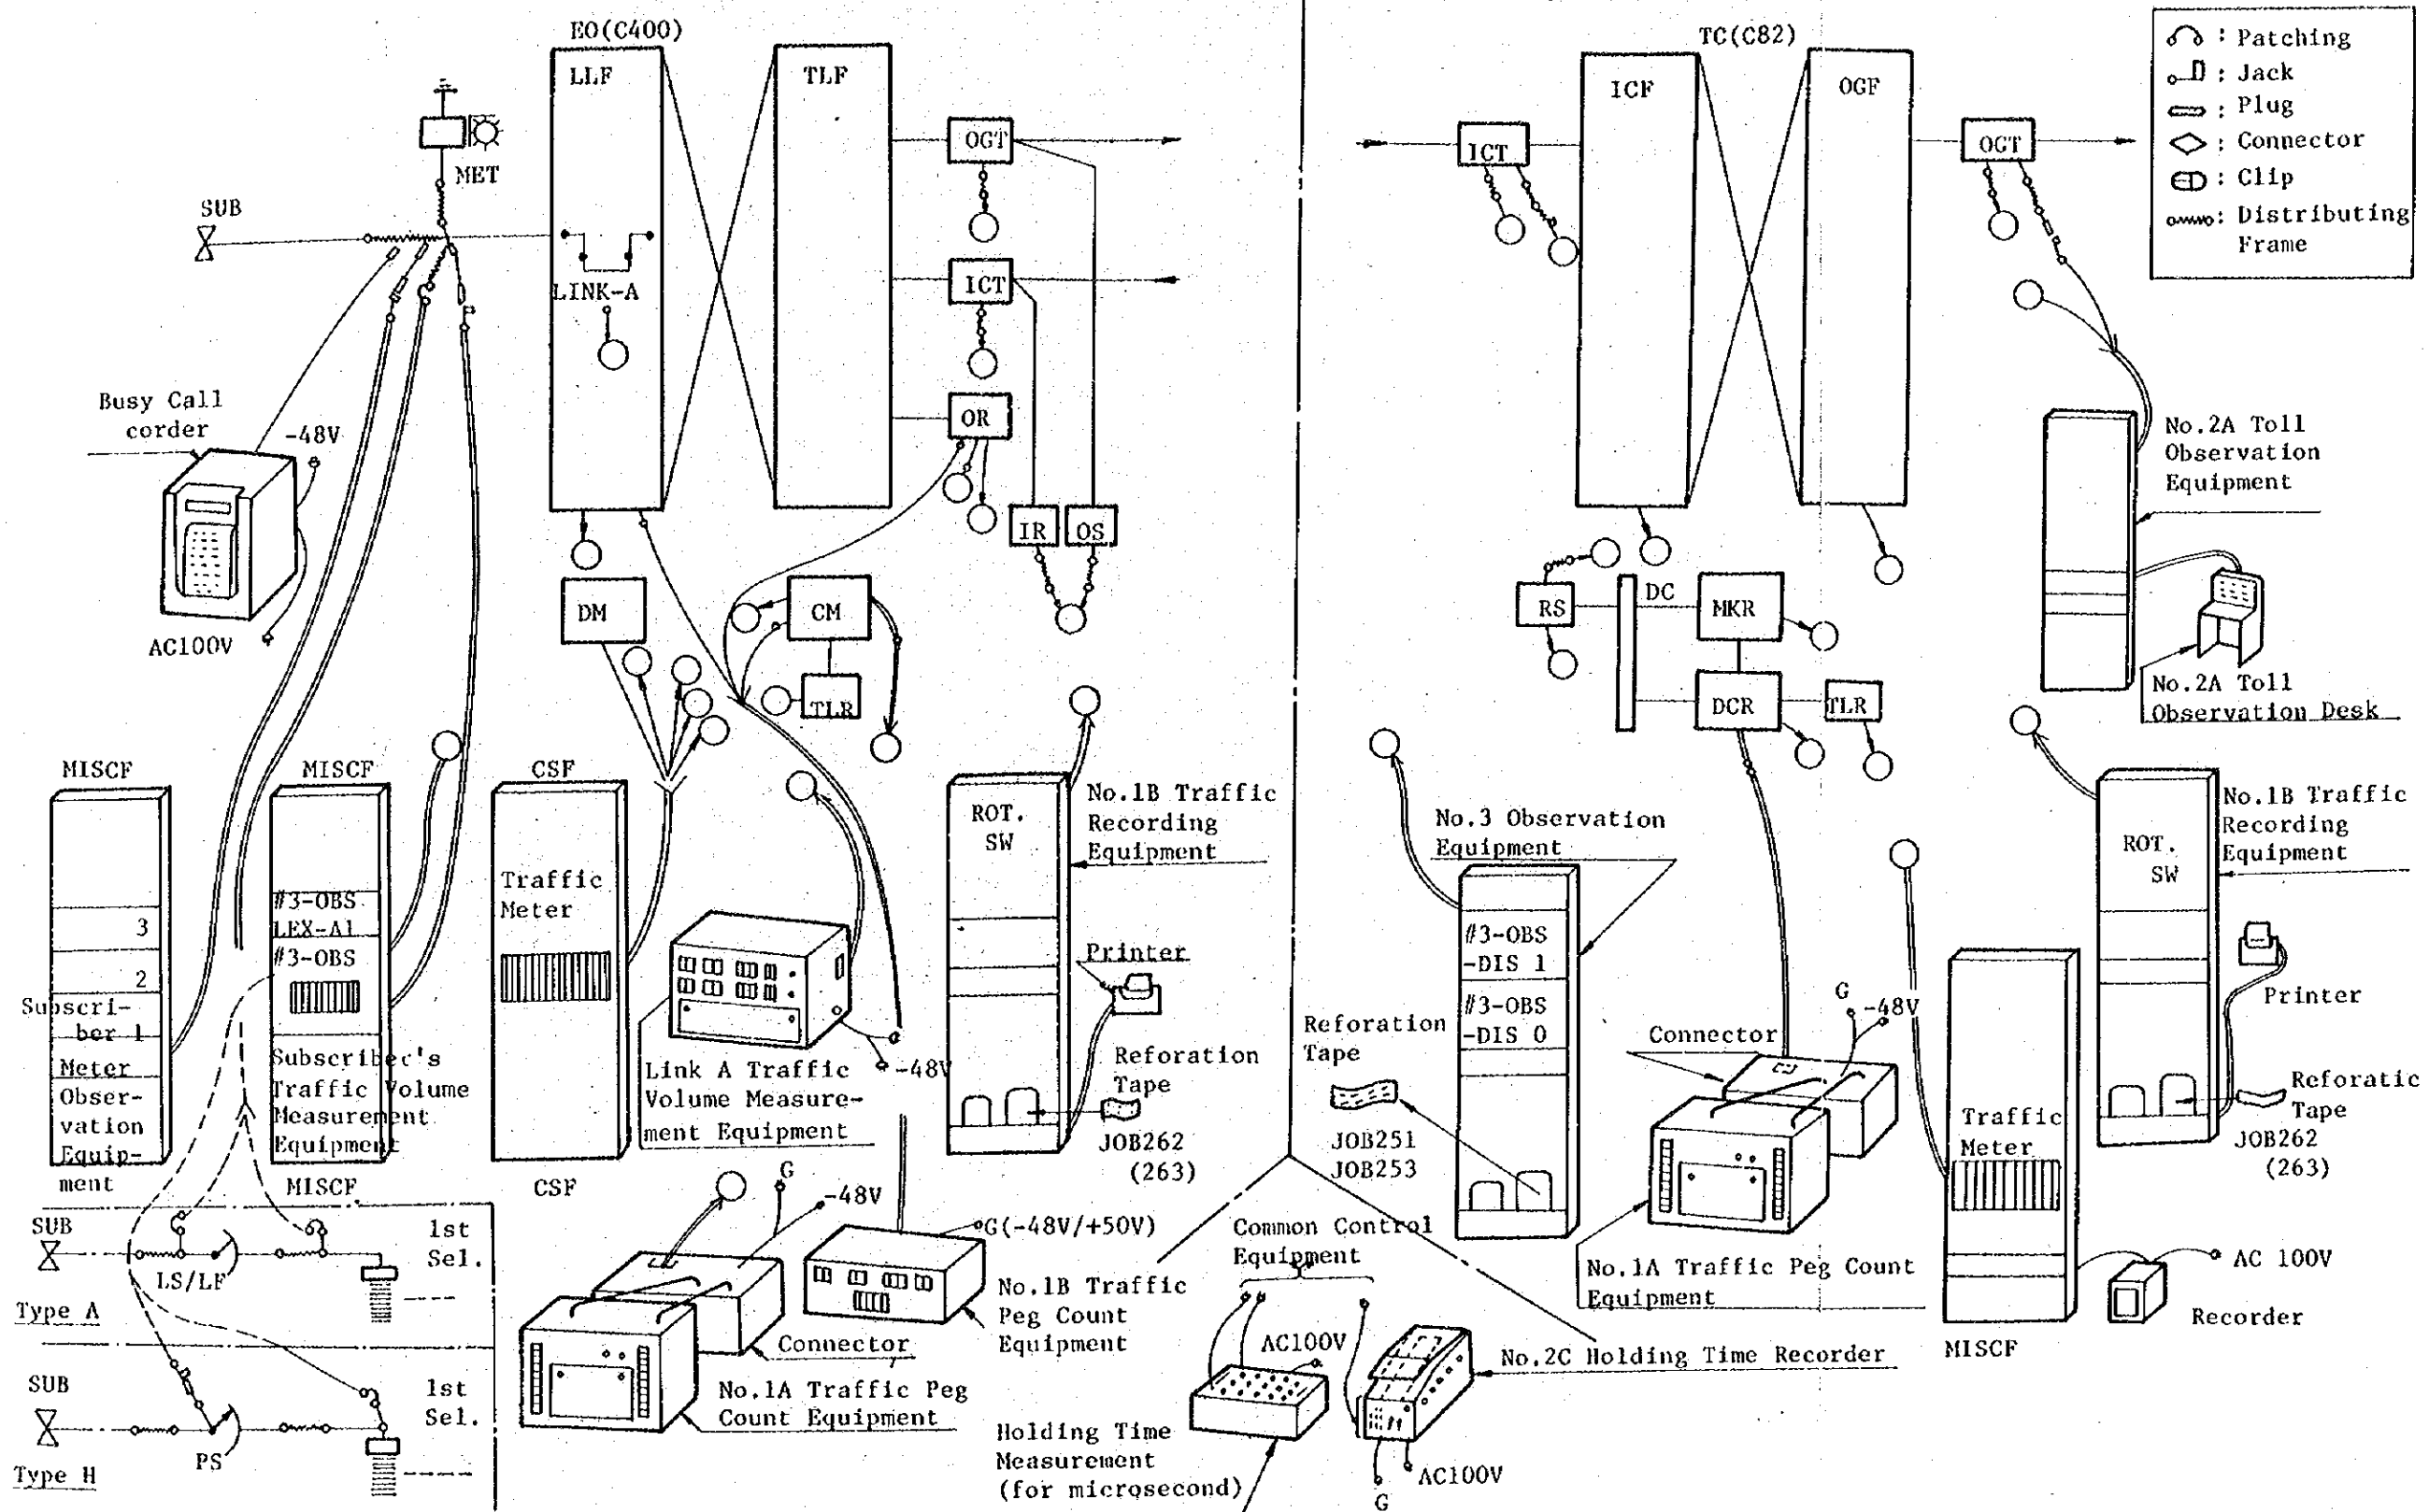 EO(C400)
LLF
TLF
MET
SUB
LINK-A
OGT
ICT
OR
IR
OS
DM
CM
TLR
Busy Call
corder
-48V
AC100V
TC(C82)
ICF
OGF
ICT
OGT
RS
DC
MKR
DCR
TLR
: Patching
: Jack
: Plug
: Connector
: Clip
: Distributing
Frame
No.2A Toll
Observation
Equipment
No.2A Toll
Observation Desk
MISCF
3
2
Subscri-
ber 1
Meter
Obser-
vation
Equip-
ment
MISCF
#3-OBS
LEX-A1
#3-OBS
Subscribec's
Traffic Volume
Measurement
Equipment
MISCF
CSF
Traffic
Meter
CSF
Link A Traffic
Volume Measure-
ment Equipment
-48V
ROT.
SW
No.1B Traffic
Recording
Equipment
Printer
Reforation
Tape
JOB262
(263)
No.3 Observation
Equipment
#3-OBS
-DIS 1
#3-OBS
-DIS 0
Reforation
Tape
JOB251
JOB253
Connector
G
-48V
No.1A Traffic Peg Count
Equipment
Traffic
Meter
MISCF
ROT.
SW
No.1B Traffic
Recording
Equipment
Printer
Reforatic
Tape
JOB262
(263)
AC 100V
Recorder
SUB
LS/LF
1st
Sel.
Type A
SUB
PS
1st
Sel.
Type H
G
-48V
Connector
No.1A Traffic Peg
Count Equipment
G(-48V/+50V)
No.1B Traffic
Peg Count
Equipment
Common Control
Equipment
AC100V
Holding Time
Measurement
(for microsecond)
No.2C Holding Time Recorder
AC100V
G